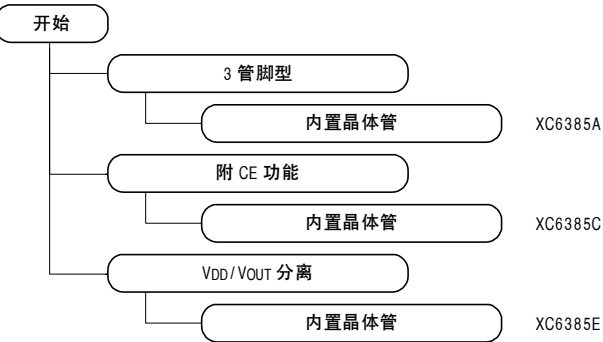 开始
3 管脚型
内置晶体管 XC6385A
附 CE 功能
内置晶体管 XC6385C
VDD/VOUT 分离
内置晶体管 XC6385E